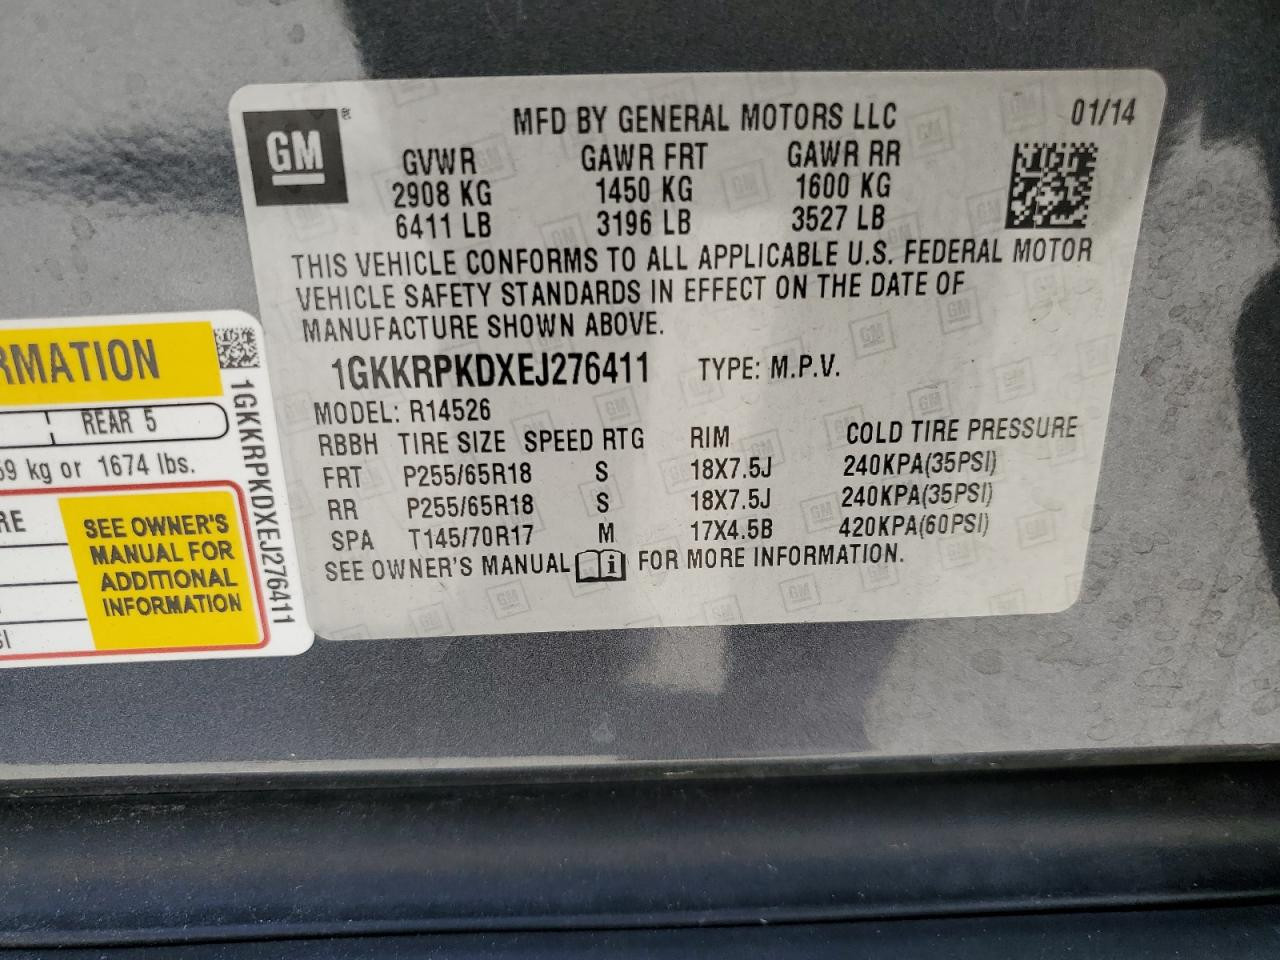 GM
MFD BY GENERAL MOTORS LLC 01/14
GVWR GAWR FRT GAWR RR
2908 KG 1450 KG 1600 KG
6411 LB 3196 LB 3527 LB
THIS VEHICLE CONFORMS TO ALL APPLICABLE U.S. FEDERAL MOTOR
VEHICLE SAFETY STANDARDS IN EFFECT ON THE DATE OF
MANUFACTURE SHOWN ABOVE.
1GKKRPKDXEJ276411 TYPE: M.P.V.
MODEL: R14526
RBBH TIRE SIZE SPEED RTG RIM COLD TIRE PRESSURE
FRT P255/65R18 S 18X7.5J 240KPA(35PSI)
RR P255/65R18 S 18X7.5J 240KPA(35PSI)
SPA T145/70R17 M 17X4.5B 420KPA(60PSI)
SEE OWNER'S MANUAL FOR MORE INFORMATION.
RMATION
REAR 5
59 kg or 1674 lbs.
RE
SEE OWNER'S
MANUAL FOR
ADDITIONAL
INFORMATION
SI
1GKKRPKDXEJ276411